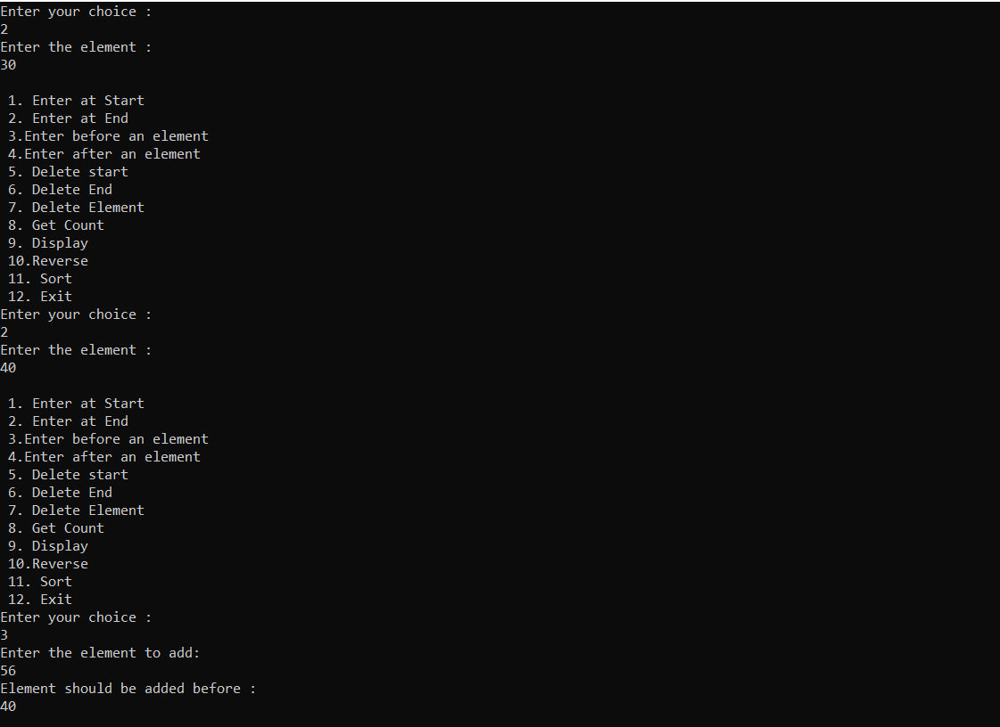 Enter your choice :
2
Enter the element :
30
1. Enter at Start
2. Enter at End
3.Enter before an element
4.Enter after an element
5. Delete start
6. Delete End
7. Delete Element
8. Get Count
9. Display
10.Reverse
11. Sort
12. Exit
Enter your choice :
2
Enter the element :
40
1. Enter at Start
2. Enter at End
3.Enter before an element
4.Enter after an element
5. Delete start
6. Delete End
7. Delete Element
8. Get Count
9. Display
10.Reverse
11. Sort
12. Exit
Enter your choice :
3
Enter the element to add:
56
Element should be added before :
40